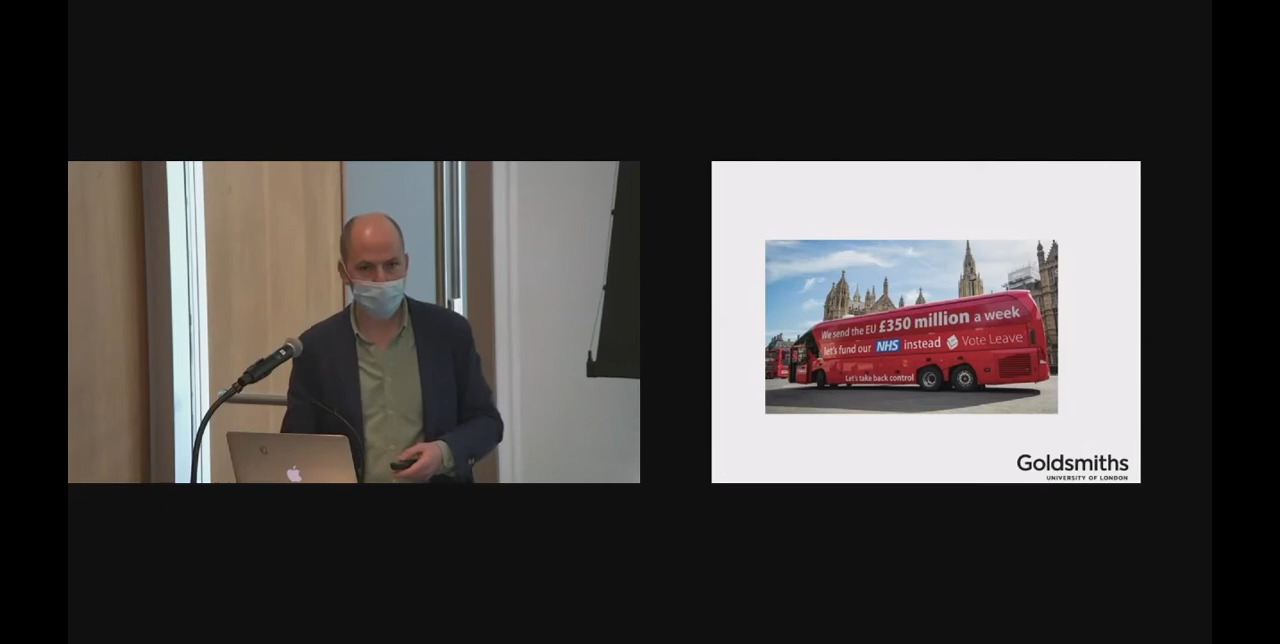 We send the EU £350 million a week
let's fund our NHS instead Vote Leave
Let's take back control
Goldsmiths
UNIVERSITY OF LONDON